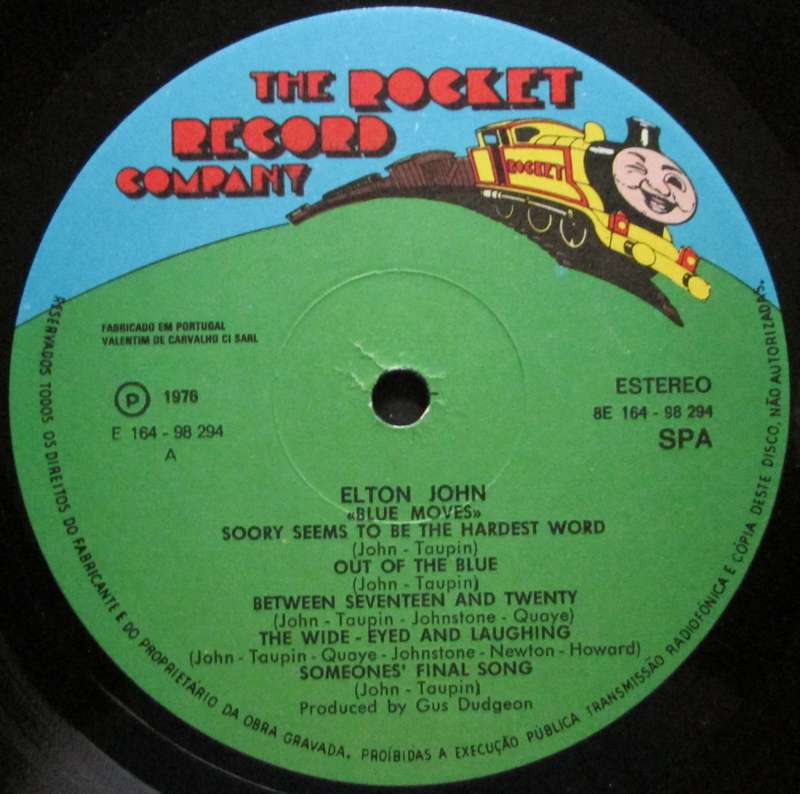 THE ROCKET
RECORD
COMPANY
ROCKET
FABRICADO EM PORTUGAL
VALENTIM DE CARVALHO CI SARL
P 1976
E 164 - 98 294
A
ESTEREO
8E 164 - 98 294
SPA
ELTON JOHN
«BLUE MOVES»
SOORY SEEMS TO BE THE HARDEST WORD
(John - Taupin)
OUT OF THE BLUE
(John - Taupin)
BETWEEN SEVENTEEN AND TWENTY
(John - Taupin - Johnstone - Quaye)
THE WIDE - EYED AND LAUGHING
(John - Taupin - Quaye - Johnstone - Newton - Howard)
SOMEONES' FINAL SONG
(John - Taupin)
Produced by Gus Dudgeon
RESERVADOS TODOS OS DIREITOS DO FABRICANTE E DO PROPRIETÁRIO DA OBRA GRAVADA. PROÍBIDAS A EXECUÇÃO PÚBLICA TRANSMISSÃO RADIOFÓNICA E CÓPIA DESTE DISCO, NÃO AUTORIZADAS.